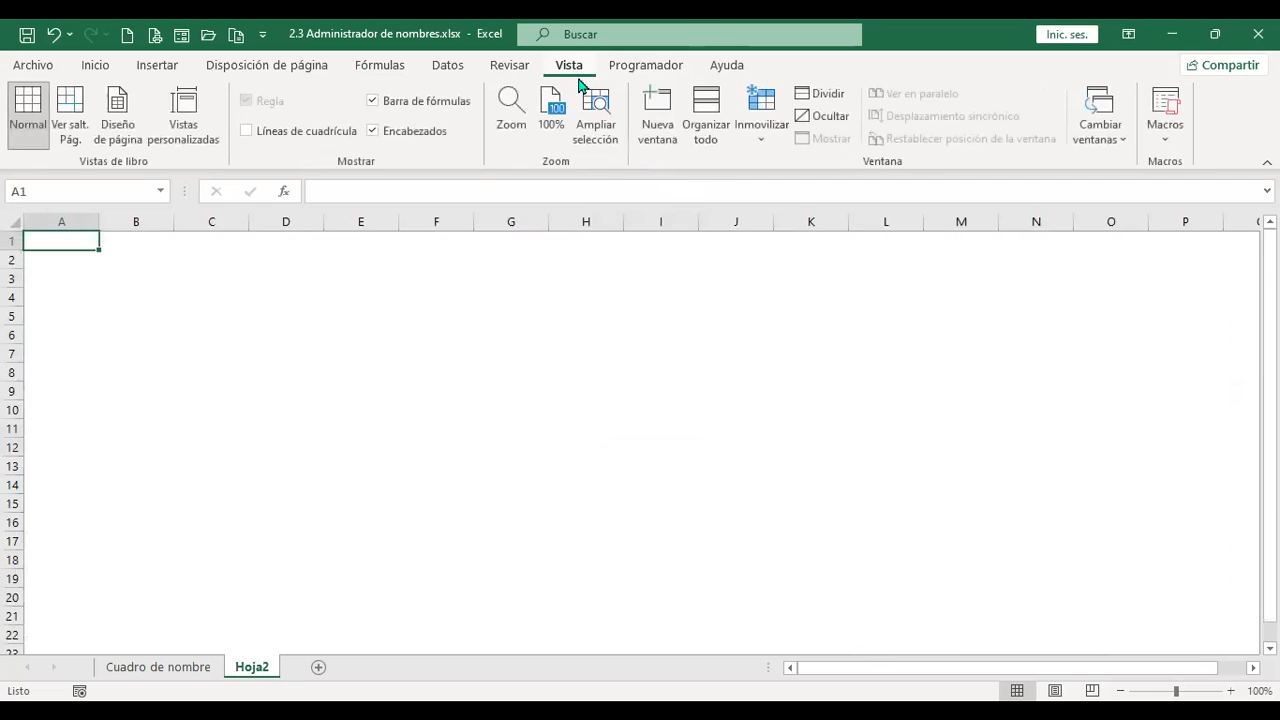 2.3 Administrador de nombres.xlsx - Excel
Buscar
Inic. ses.
Archivo Inicio Insertar Disposición de página Fórmulas Datos Revisar Vista Programador Ayuda Compartir
Normal
Ver salt. Pág.
Diseño de página
Vistas personalizadas
Vistas de libro
Regla
Barra de fórmulas
Líneas de cuadrícula
Encabezados
Mostrar
Zoom
100
100%
Ampliar selección
Zoom
Nueva ventana
Organizar todo
Inmovilizar
Dividir
Ocultar
Mostrar
Ver en paralelo
Desplazamiento sincrónico
Restablecer posición de la ventana
Cambiar ventanas
Ventana
Macros
Macros
A1
fx
A B C D E F G H I J K L M N O P
1
2
3
4
5
6
7
8
9
10
11
12
13
14
15
16
17
18
19
20
21
22
23
Cuadro de nombre Hoja2
Listo
100%